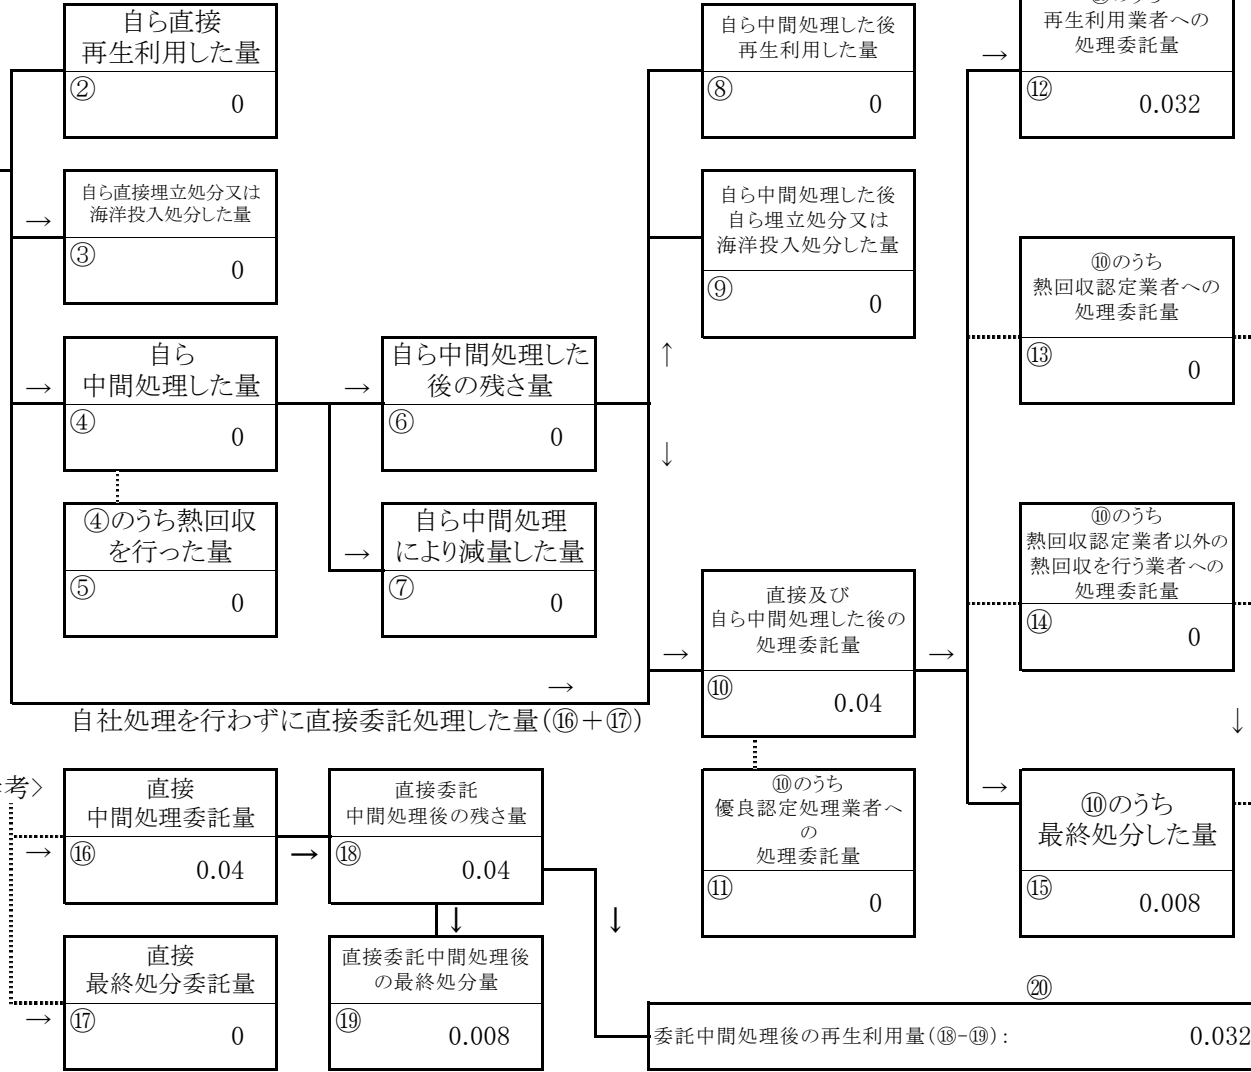 自ら直接
再生利用した量
②
0
自ら直接埋立処分又は
海洋投入処分した量
→
③
0
自ら
中間処理した量
→
④
0
④のうち熱回収
を行った量
⑤
0
自ら中間処理した
後の残さ量
→
⑥
0
自ら中間処理
により減量した量
→
⑦
0
自ら中間処理した後
再生利用した量
⑧
0
自ら中間処理した後
自ら埋立処分又は
海洋投入処分した量
⑨
0
↑
↓
直接及び
自ら中間処理した後の
処理委託量
→
→
⑩
0.04
⑩のうち
優良認定処理業者へ
の
処理委託量
⑪
0
再生利用業者への
処理委託量
→
⑫
0.032
⑩のうち
熱回収認定業者への
処理委託量
⑬
0
⑩のうち
熱回収認定業者以外の
熱回収を行う業者への
処理委託量
⑭
0
↓
⑩のうち
最終処分した量
→
⑮
0.008
→
自社処理を行わずに直接委託処理した量(⑯＋⑰)
考>
直接
中間処理委託量
→
⑯
0.04
→
直接委託
中間処理後の残さ量
⑱
0.04
↓
↓
直接
最終処分委託量
→
⑰
0
直接委託中間処理後
の最終処分量
⑲
0.008
⑳
委託中間処理後の再生利用量(⑱-⑲)：
0.032